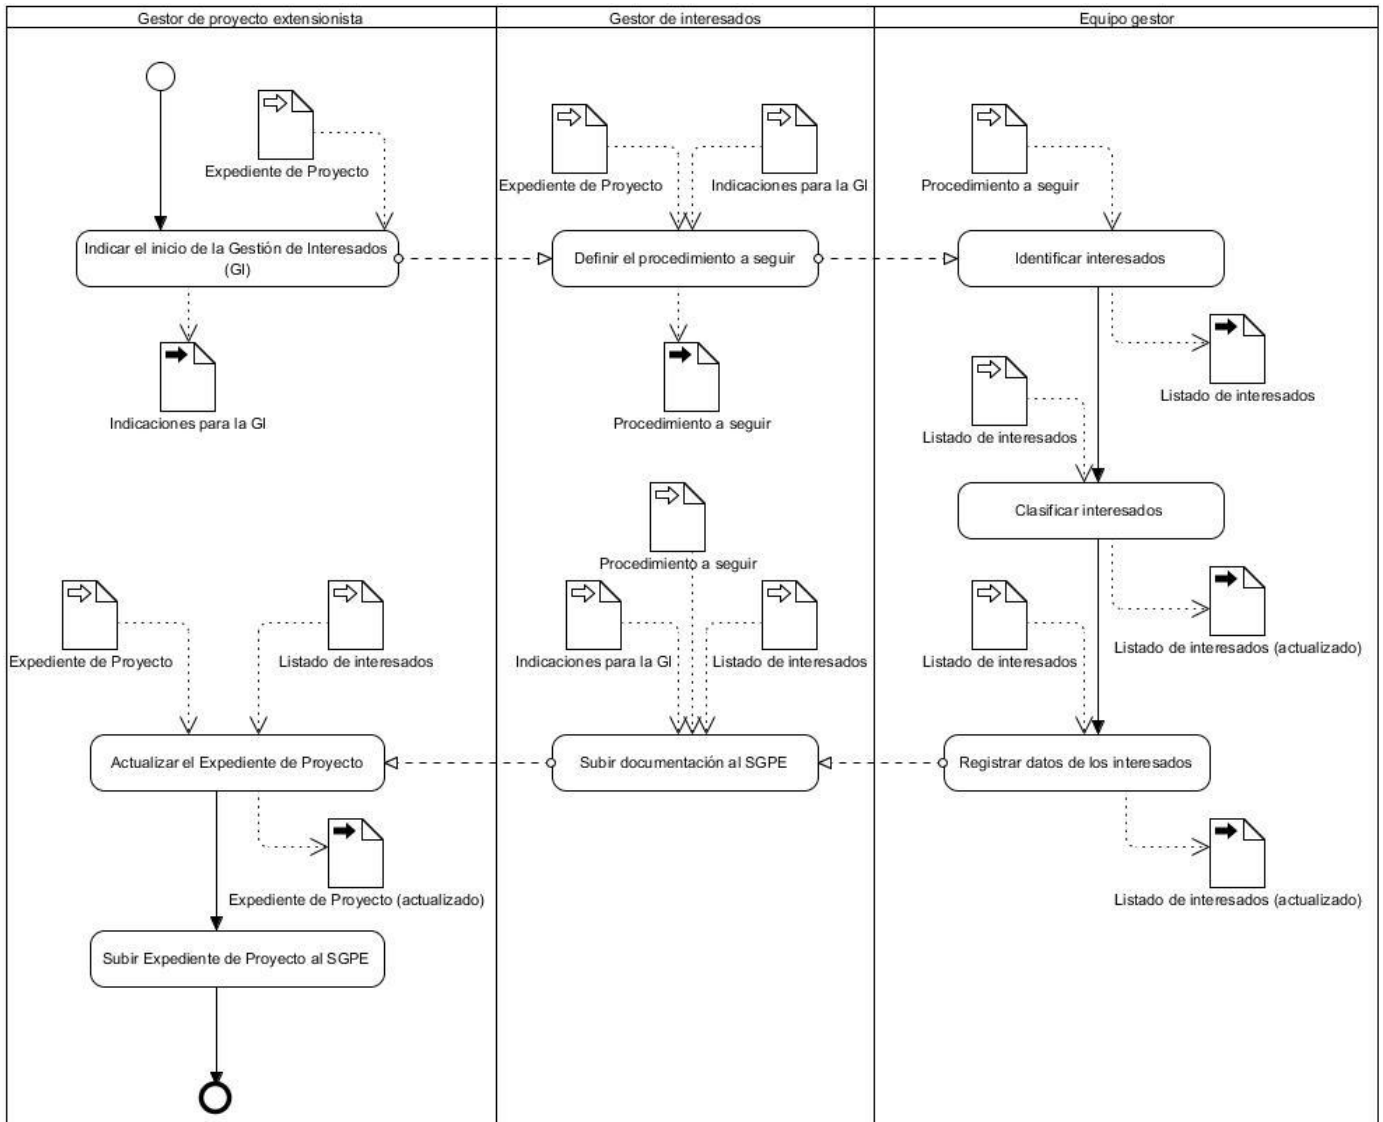 Gestor de proyecto extensionista
Gestor de interesados
Equipo gestor
Expediente de Proyecto
Expediente de Proyecto
Indicaciones para la GI
Procedimiento a seguir
Indicar el inicio de la Gestión de Interesados
(GI)
Definir el procedimiento a seguir
Identificar interesados
Indicaciones para la GI
Procedimiento a seguir
Listado de interesados
Listado de interesados
Clasificar interesados
Procedimiento a seguir
Expediente de Proyecto
Listado de interesados
Indicaciones para la GI
Listado de interesados
Listado de interesados
Listado de interesados (actualizado)
Actualizar el Expediente de Proyecto
Subir documentación al SGPE
Registrar datos de los interesados
Expediente de Proyecto (actualizado)
Listado de interesados (actualizado)
Subir Expediente de Proyecto al SGPE